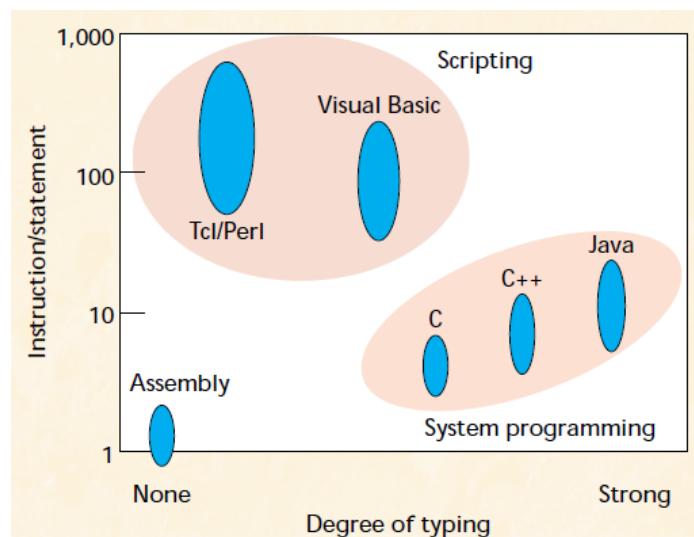 1,000
Scripting
Visual Basic
100
Tcl/Perl
Java
C++
10
C
Assembly
System programming
1
None
Strong
Degree of typing
Instruction/statement